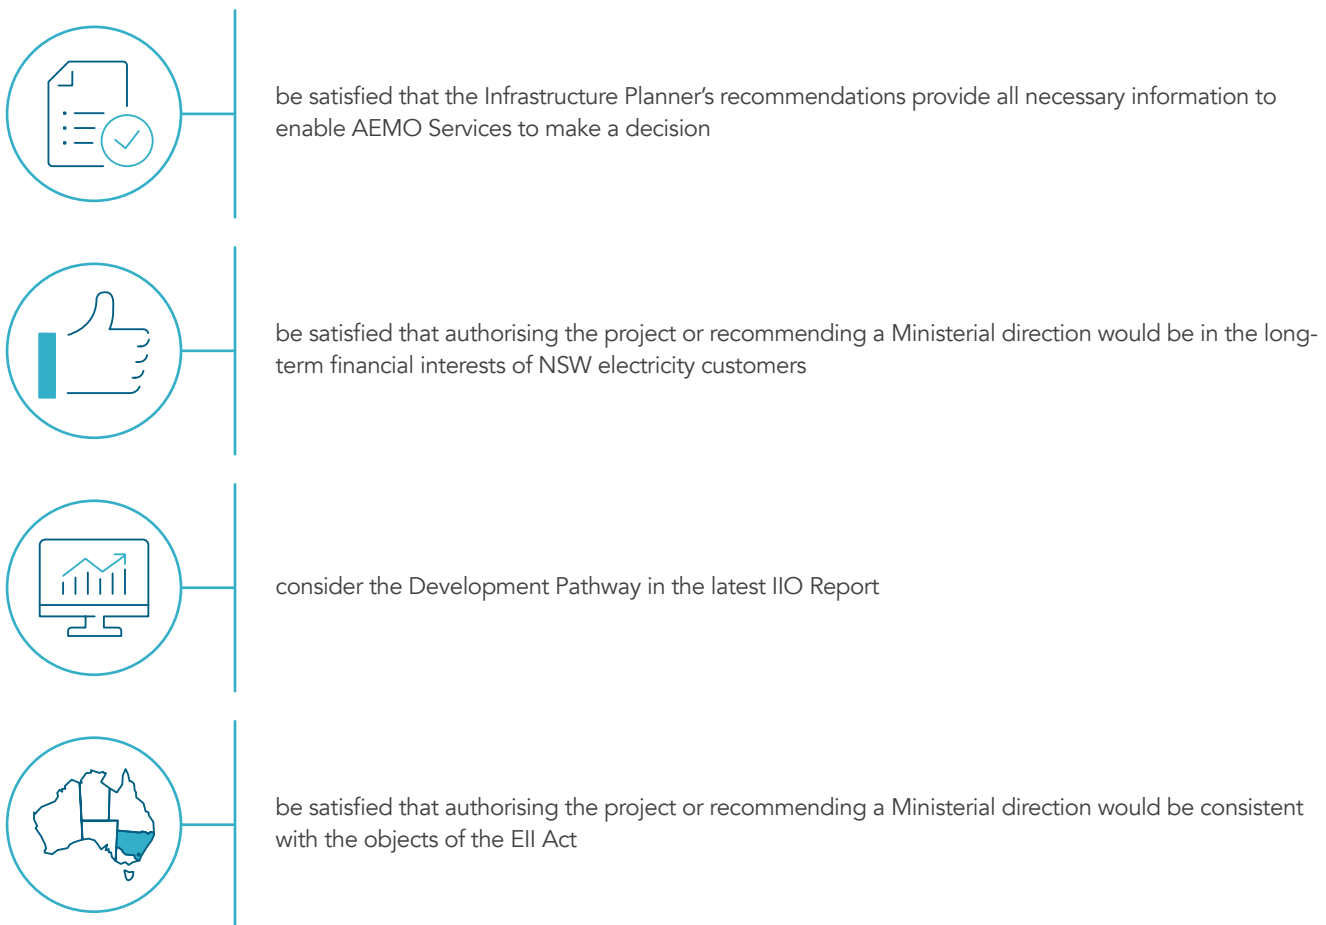 be satisfied that the Infrastructure Planner’s recommendations provide all necessary information to
enable AEMO Services to make a decision
be satisfied that authorising the project or recommending a Ministerial direction would be in the long-
term financial interests of NSW electricity customers
consider the Development Pathway in the latest IIO Report
be satisfied that authorising the project or recommending a Ministerial direction would be consistent
with the objects of the EII Act